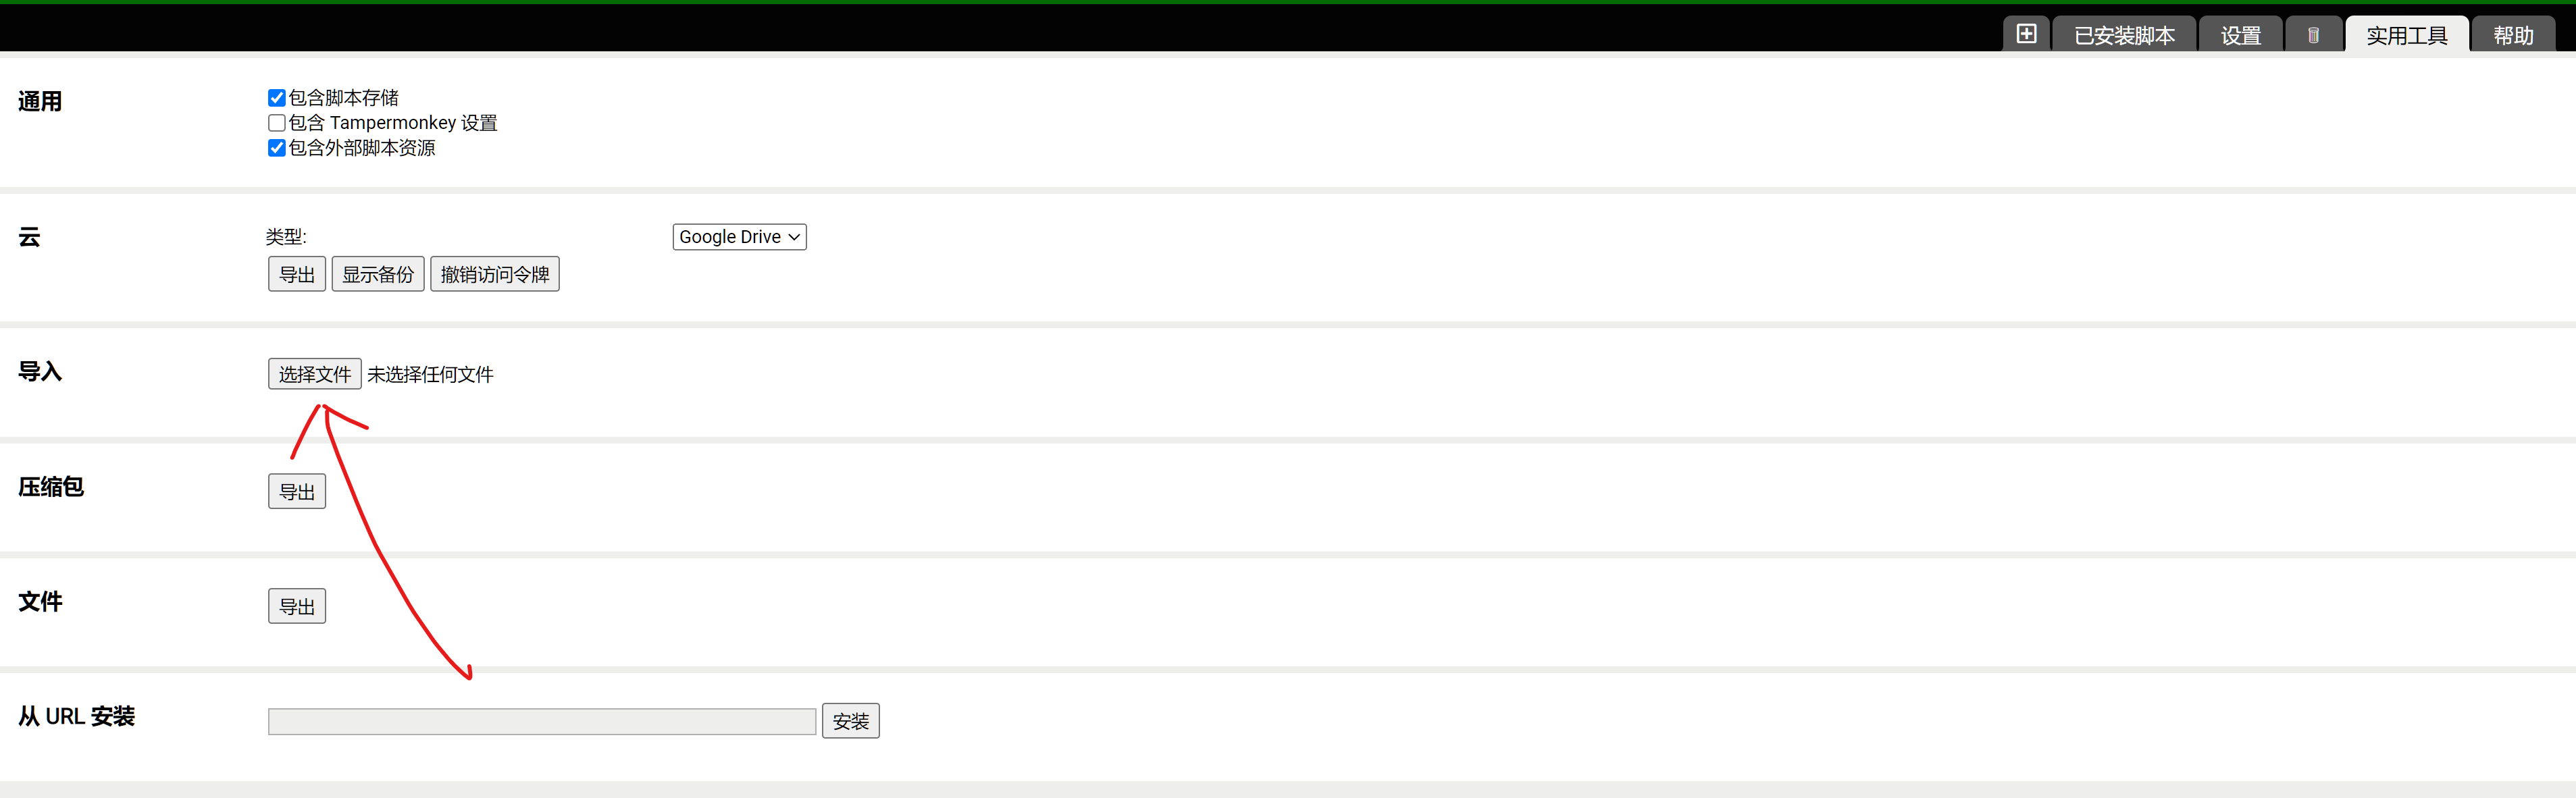 已安装脚本 设置 实用工具 帮助
通用
包含脚本存储
包含 Tampermonkey 设置
包含外部脚本资源
云
类型: Google Drive
导出 显示备份 撤销访问令牌
导入
选择文件 未选择任何文件
压缩包
导出
文件
导出
从 URL 安装
安装